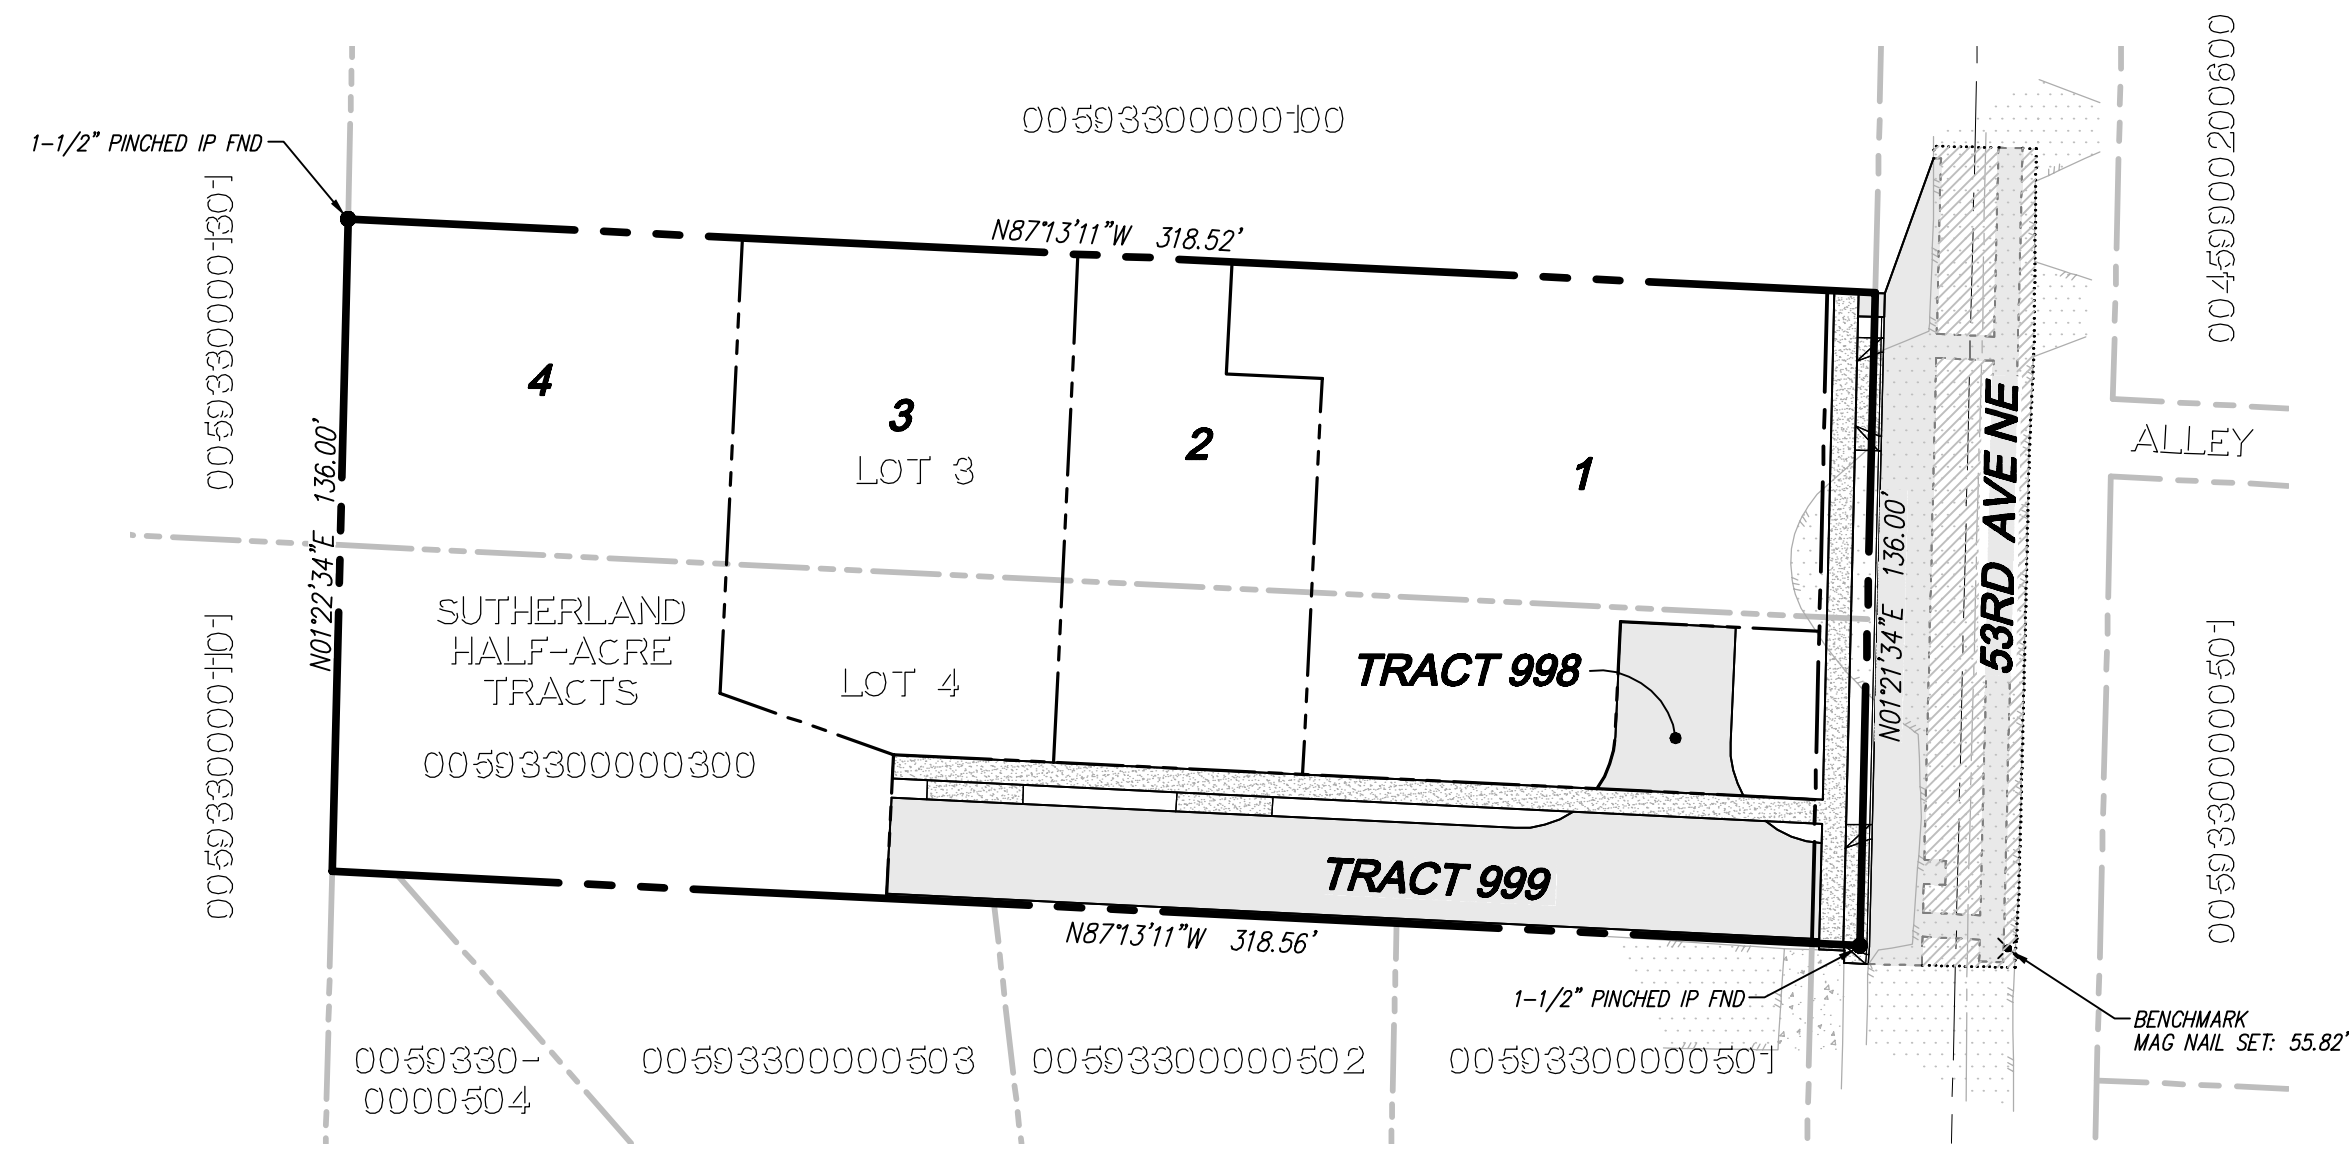 00459900200600
00593300000100
1-1/2" PINCHED IP FND
00593300001301
N87°13'11"W 318.52'
4
3
LOT 3
2
1
53RD AVE NE
ALLEY
N01°22'34"E 136.00'
N01°21'34"E 136.00'
SUTHERLAND
HALF-ACRE
TRACTS
LOT 4
TRACT 998
00593300000300
00593300001101
00593300000501
TRACT 999
N87°13'11"W 318.56'
1-1/2" PINCHED IP FND
BENCHMARK
MAG NAIL SET: 55.82'
0059330-
0000504
00593300000503
00593300000502
00593300000501